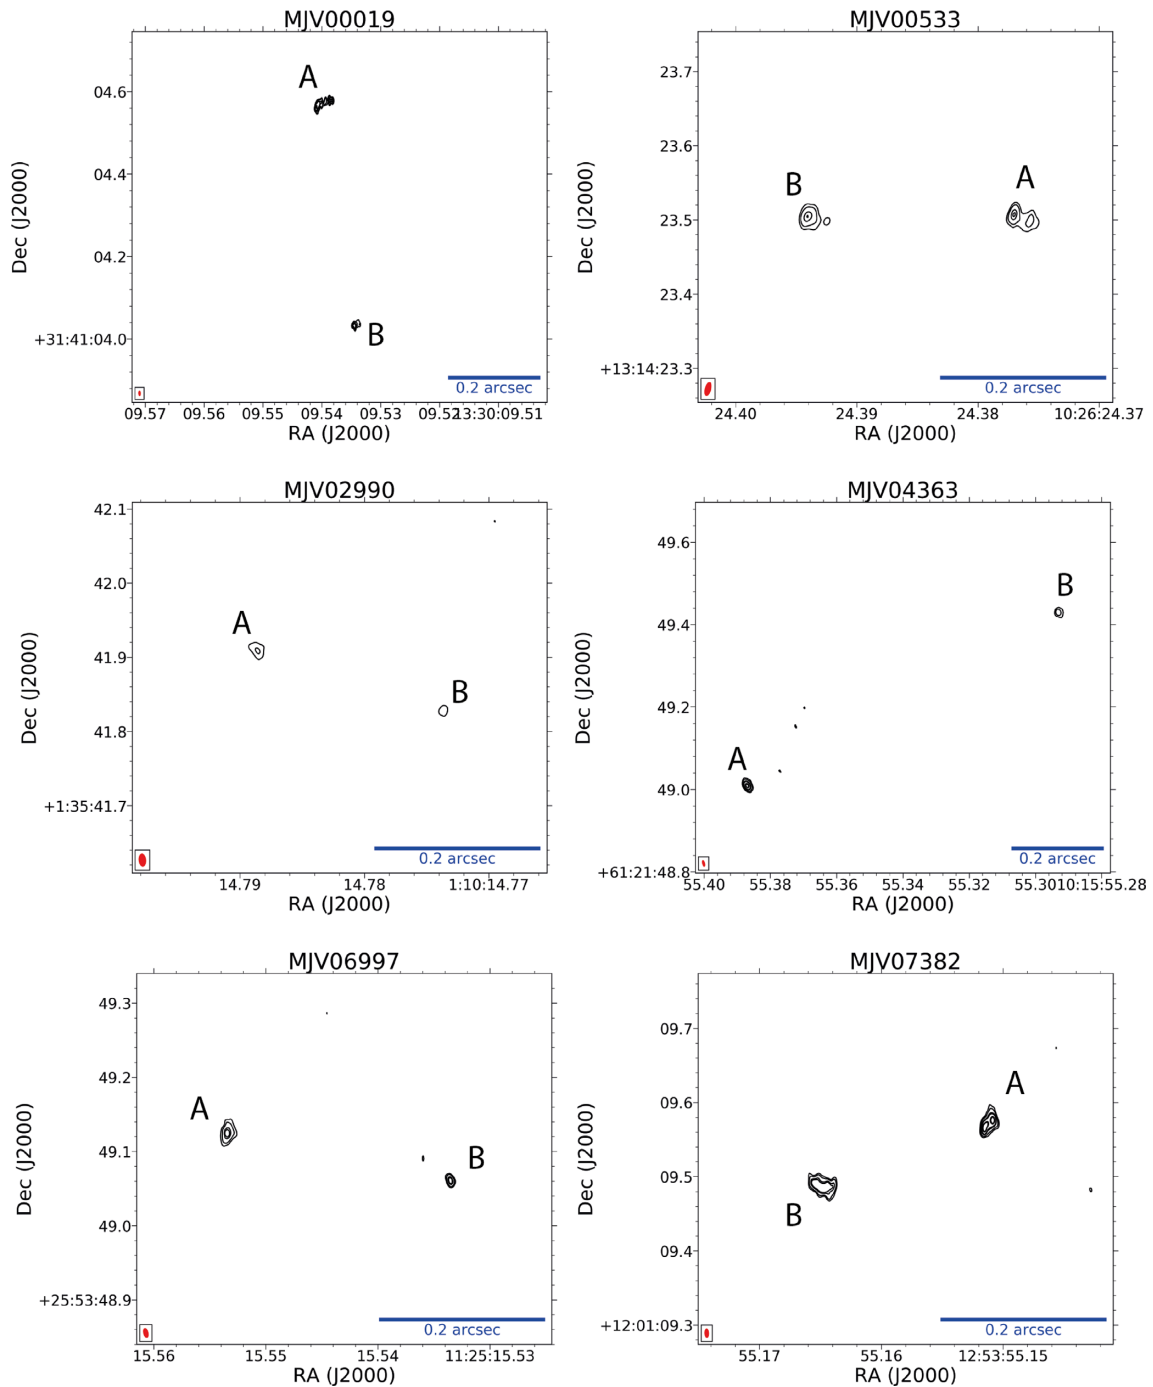 MJV00019
A
04.6
04.4
Dec (J2000)
04.2
B
+31:41:04.0
0.2 arcsec
09.57 09.56 09.55 09.54 09.53 09.52 13:30:09.51
RA (J2000)
MJV00533
23.7
23.6
B A
Dec (J2000)
23.5
23.4
+13:14:23.3
0.2 arcsec
24.40 24.39 24.38 10:26:24.37
RA (J2000)
MJV02990
42.1
42.0
A
41.9
Dec (J2000)
B
41.8
+1:35:41.7
0.2 arcsec
14.79 14.78 1:10:14.77
RA (J2000)
MJV04363
49.6
B
49.4
Dec (J2000)
49.2
A
49.0
0.2 arcsec
+61:21:48.8
55.40 55.38 55.36 55.34 55.32 55.30 10:15:55.28
RA (J2000)
MJV06997
49.3
49.2
A
49.1
Dec (J2000)
B
49.0
+25:53:48.9
0.2 arcsec
15.56 15.55 15.54 11:25:15.53
RA (J2000)
MJV07382
09.7
A
09.6
Dec (J2000)
09.5
B
09.4
+12:01:09.3
0.2 arcsec
55.17 55.16 12:53:55.15
RA (J2000)